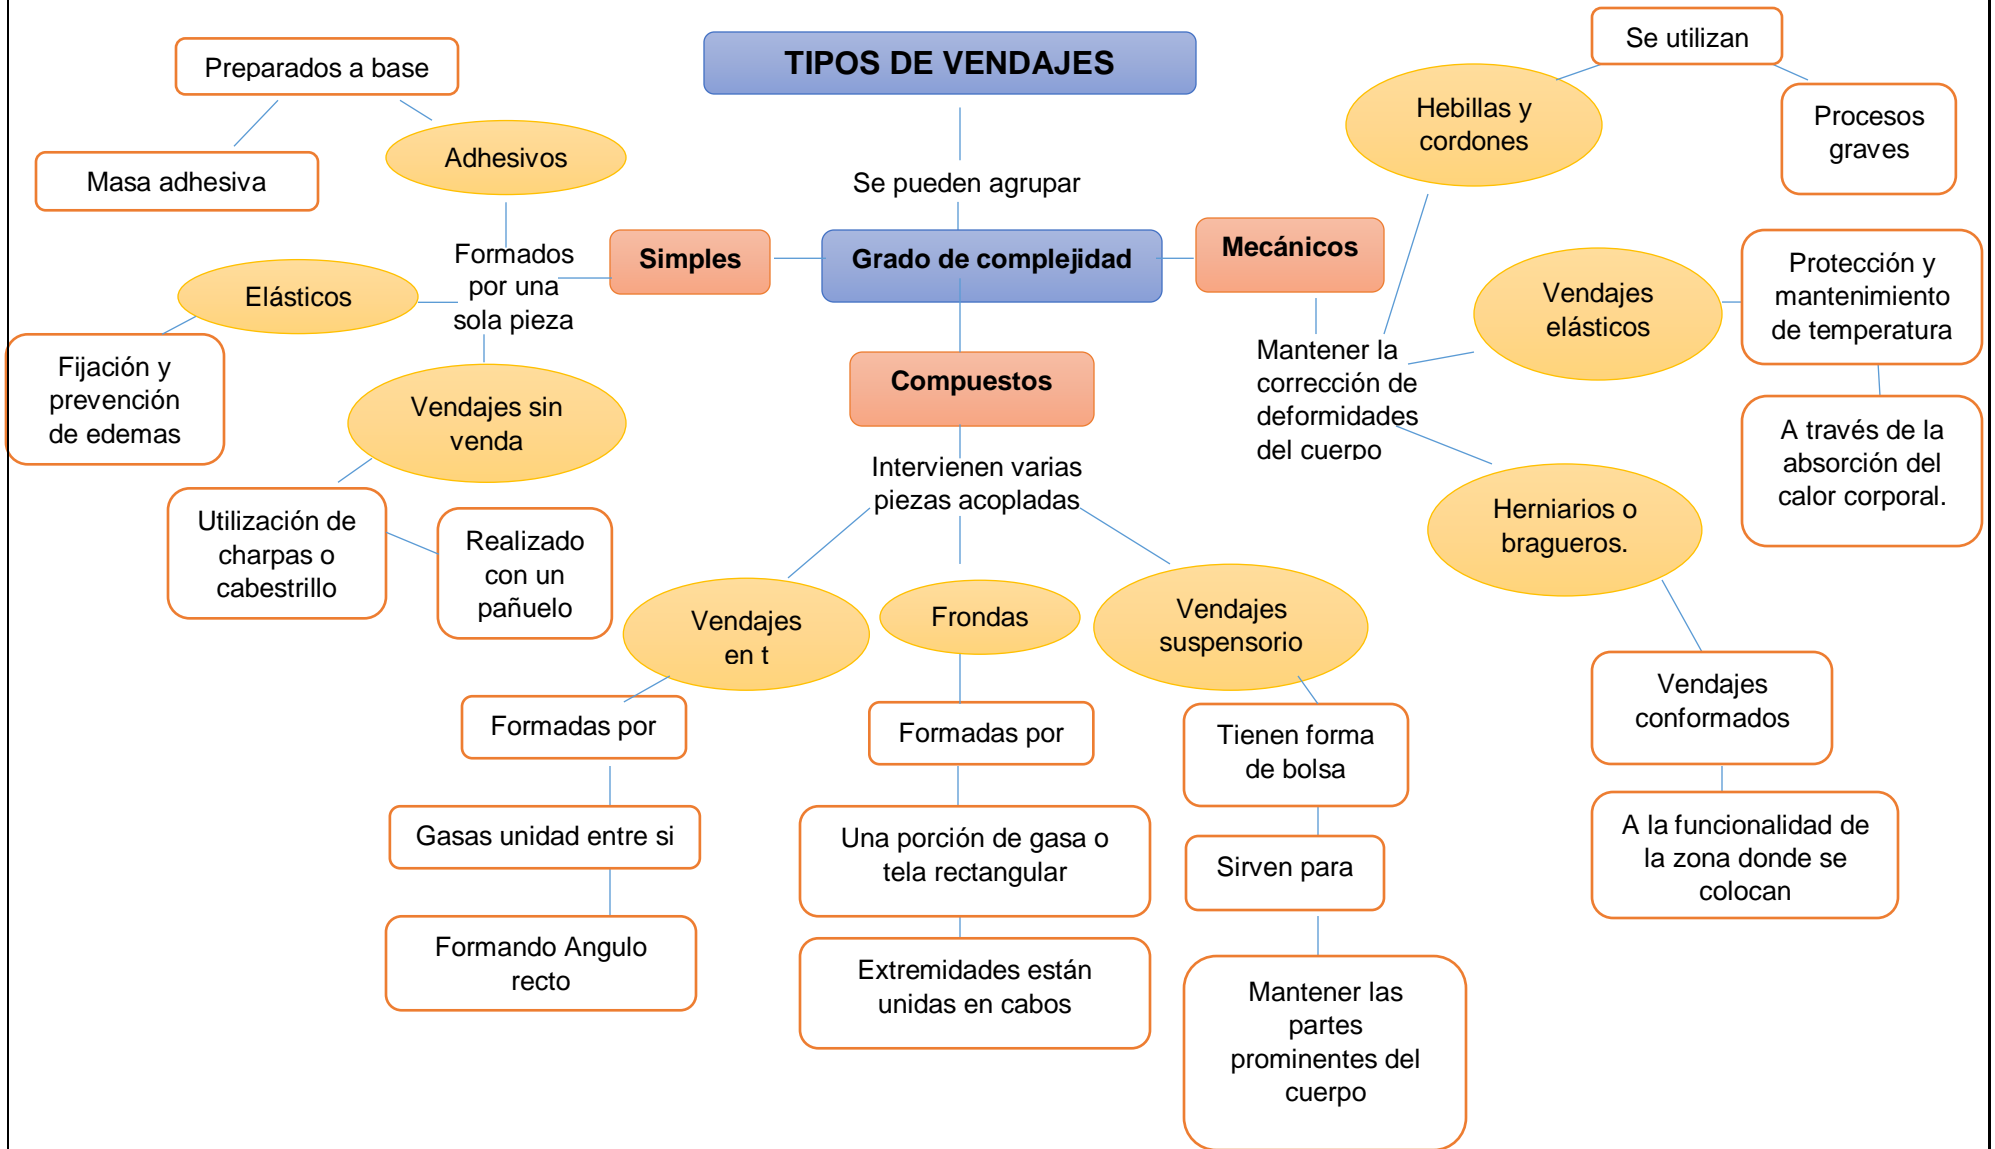 TIPOS DE VENDAJES
Se pueden agrupar
Grado de complejidad
Simples
Formados
por una
sola pieza
Adhesivos
Preparados a base
Masa adhesiva
Elásticos
Fijación y
prevención
de edemas
Vendajes sin
venda
Utilización de
charpas o
cabestrillo
Realizado
con un
pañuelo
Compuestos
Intervienen varias
piezas acopladas
Vendajes
en t
Formadas por
Gasas unidad entre si
Formando Angulo
recto
Frondas
Formadas por
Una porción de gasa o
tela rectangular
Extremidades están
unidas en cabos
Vendajes
suspensorio
Tienen forma
de bolsa
Sirven para
Mantener las
partes
prominentes del
cuerpo
Mecánicos
Mantener la
corrección de
deformidades
del cuerpo
Hebillas y
cordones
Se utilizan
Procesos
graves
Vendajes
elásticos
Protección y
mantenimiento
de temperatura
A través de la
absorción del
calor corporal.
Herniarios o
bragueros.
Vendajes
conformados
A la funcionalidad de
la zona donde se
colocan